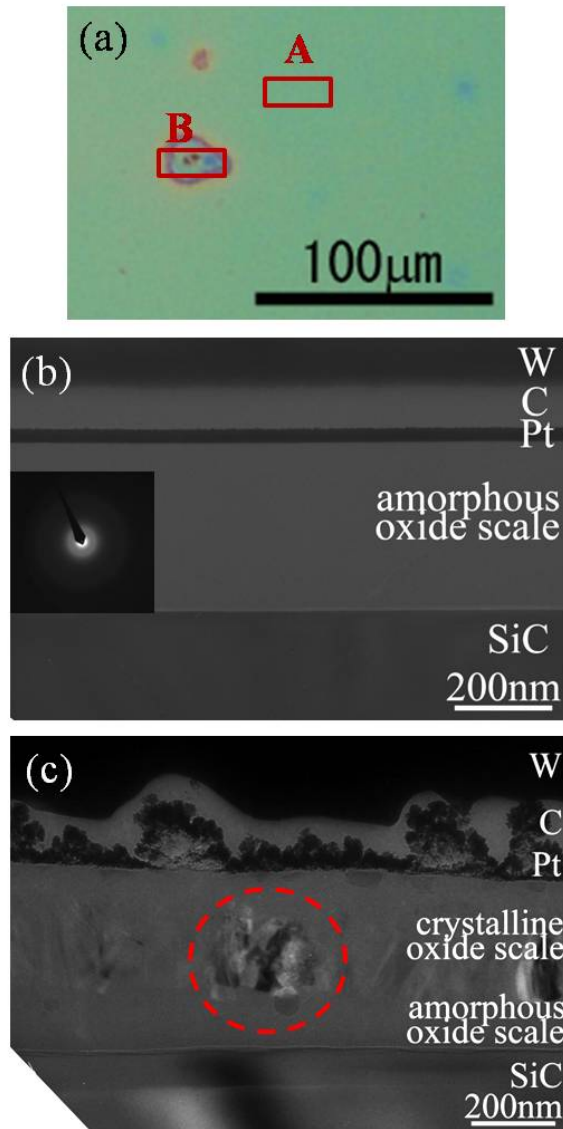 (a)
A
B
100µm
(b)
W
C
Pt
amorphous
oxide scale
SiC
200nm
(c)
W
C
Pt
crystalline
oxide scale
amorphous
oxide scale
SiC
200nm